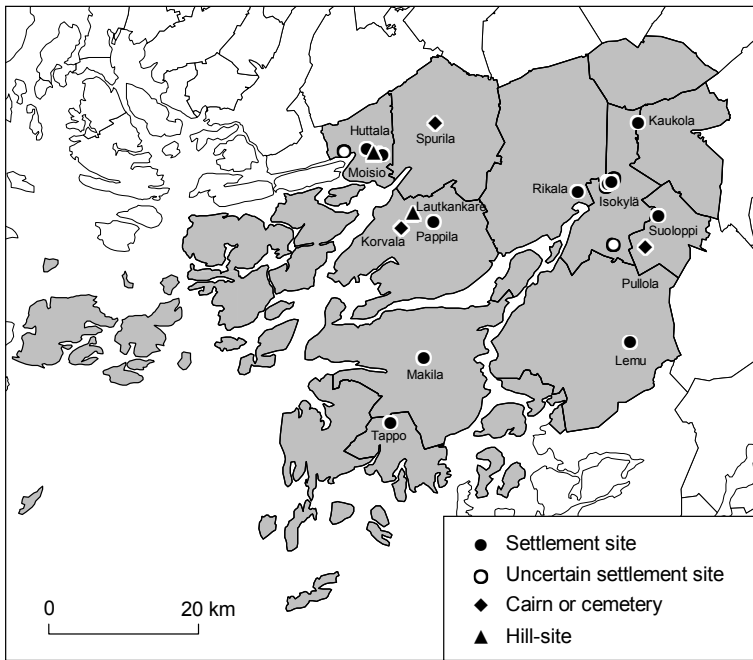 Huttala
Moisio
Spurila
Kaukola
Rikala
Isokylä
Lautkankare
Korvala
Pappila
Suoloppi
Pullola
Makila
Lemu
Tappo
Settlement site
Uncertain settlement site
Cairn or cemetery
Hill-site
0 20 km